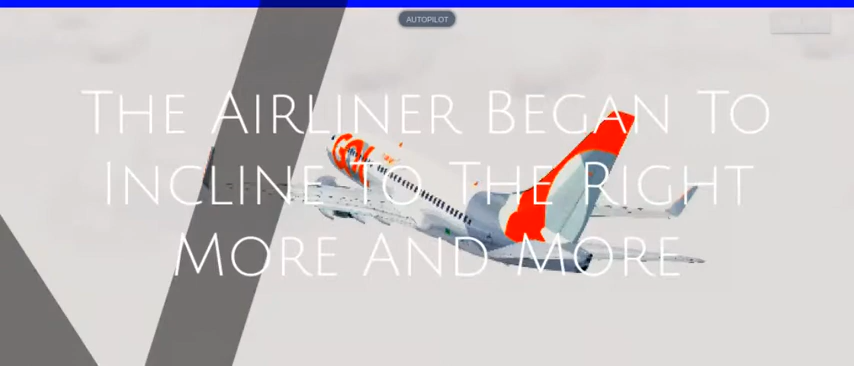 AUTOPILOT
The Airliner Began To
Incline To The Right
More And More
GOL